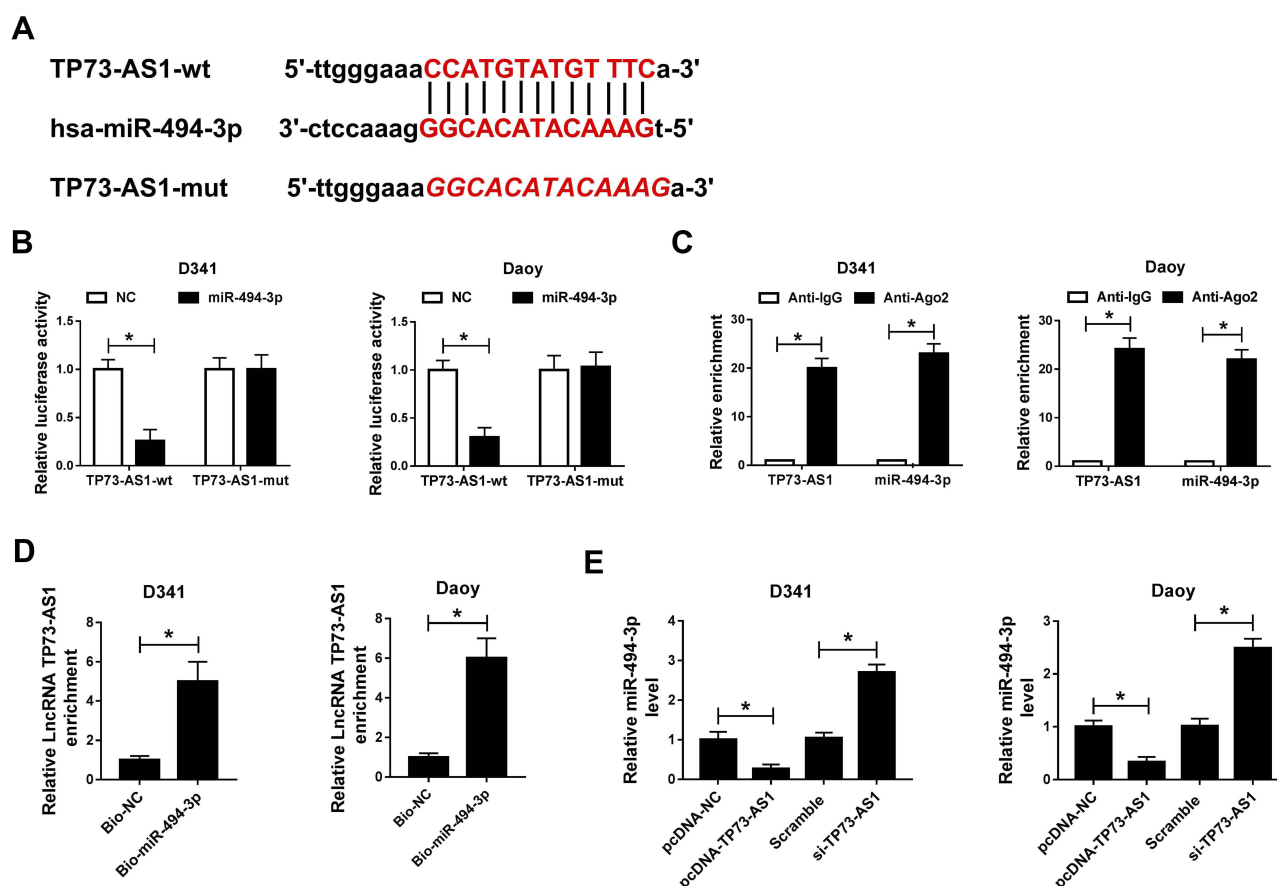 A
TP73-AS1-wt 5'-ttgggaaaCCATGTATGT TTCa-3'
hsa-miR-494-3p 3'-ctccaaagGGCACATACAAAGt-5'
TP73-AS1-mut 5'-ttgggaaaGGCACATACAAAGa-3'
B
D341
NC miR-494-3p
Relative luciferase activity
1.5
1.0
0.5
0.0
*
TP73-AS1-wt TP73-AS1-mut
Daoy
NC miR-494-3p
Relative luciferase activity
1.5
1.0
0.5
0.0
*
TP73-AS1-wt TP73-AS1-mut
C
D341
Anti-IgG Anti-Ago2
Relative enrichment
30
20
10
0
* *
TP73-AS1 miR-494-3p
Daoy
Anti-IgG Anti-Ago2
Relative enrichment
30
20
10
0
* *
TP73-AS1 miR-494-3p
D
D341
Relative LncRNA TP73-AS1
enrichment
8
6
4
2
0
*
Bio-NC
Bio-miR-494-3p
Daoy
Relative LncRNA TP73-AS1
enrichment
8
6
4
2
0
*
Bio-NC
Bio-miR-494-3p
E
D341
Relative miR-494-3p
level
4
3
2
1
0
* *
pcDNA-NC
pcDNA-TP73-AS1
Scramble
si-TP73-AS1
Daoy
Relative miR-494-3p
level
3
2
1
0
* *
pcDNA-NC
pcDNA-TP73-AS1
Scramble
si-TP73-AS1